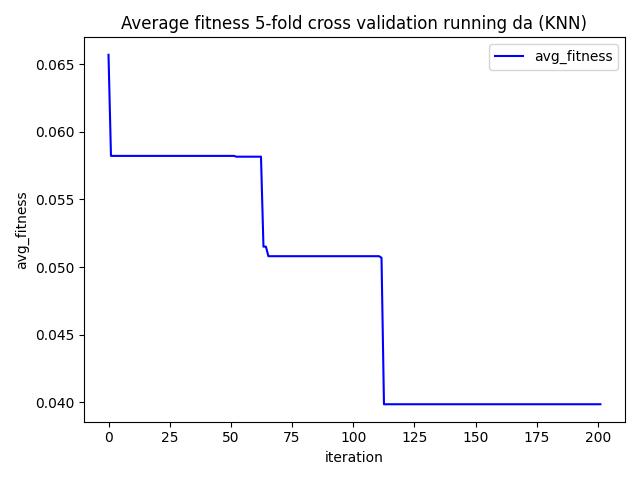 Average fitness 5-fold cross validation running da (KNN)
avg_fitness
0.065
0.060
0.055
0.050
0.045
0.040
avg_fitness
0 25 50 75 100 125 150 175 200
iteration